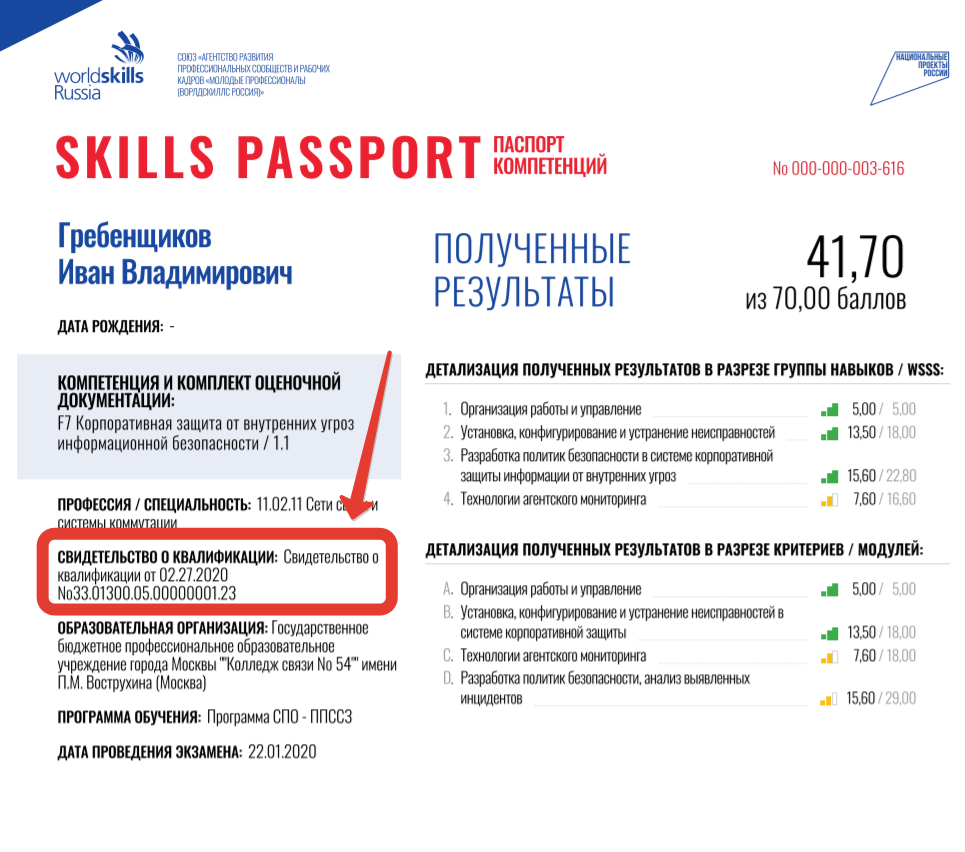 worldskills
Russia
СОЮЗ «АГЕНТСТВО РАЗВИТИЯ
ПРОФЕССИОНАЛЬНЫХ СООБЩЕСТВ И РАБОЧИХ
КАДРОВ «МОЛОДЫЕ ПРОФЕССИОНАЛЫ
(ВОРЛДСКИЛЛС РОССИЯ)»
НАЦИОНАЛЬНЫЕ
ПРОЕКТЫ
РОССИИ
SKILLS PASSPORT
ПАСПОРТ
КОМПЕТЕНЦИЙ
No 000-000-003-616
Гребенщиков
Иван Владимирович
ДАТА РОЖДЕНИЯ: -
КОМПЕТЕНЦИЯ И КОМПЛЕКТ ОЦЕНОЧНОЙ
ДОКУМЕНТАЦИИ:
F7 Корпоративная защита от внутренних угроз
информационной безопасности / 1.1
ПРОФЕССИЯ / СПЕЦИАЛЬНОСТЬ: 11.02.11 Сети и
системы коммутации
СВИДЕТЕЛЬСТВО О КВАЛИФИКАЦИИ: Свидетельство о
квалификации от 02.27.2020
No33.01300.05.00000001.23
ОБРАЗОВАТЕЛЬНАЯ ОРГАНИЗАЦИЯ: Государственное
бюджетное профессиональное образовательное
учреждение города Москвы ""Колледж связи No 54"" имени
П.М. Вострухина (Москва)
ПРОГРАММА ОБУЧЕНИЯ: Программа СПО - ППССЗ
ДАТА ПРОВЕДЕНИЯ ЭКЗАМЕНА: 22.01.2020
ПОЛУЧЕННЫЕ
РЕЗУЛЬТАТЫ
41,70
из 70,00 баллов
ДЕТАЛИЗАЦИЯ ПОЛУЧЕННЫХ РЕЗУЛЬТАТОВ В РАЗРЕЗЕ ГРУППЫ НАВЫКОВ / WSSS:
1. Организация работы и управление 5,00 / 5,00
2. Установка, конфигурирование и устранение неисправностей 13,50 / 18,00
3. Разработка политик безопасности в системе корпоративной
защиты информации от внутренних угроз 15,60 / 22,80
4. Технологии агентского мониторинга 7,60 / 16,60
ДЕТАЛИЗАЦИЯ ПОЛУЧЕННЫХ РЕЗУЛЬТАТОВ В РАЗРЕЗЕ КРИТЕРИЕВ / МОДУЛЕЙ:
A. Организация работы и управление 5,00 / 5,00
B. Установка, конфигурирование и устранение неисправностей в
системе корпоративной защиты 13,50 / 18,00
C. Технологии агентского мониторинга 7,60 / 18,00
D. Разработка политик безопасности, анализ выявленных
инцидентов 15,60 / 29,00